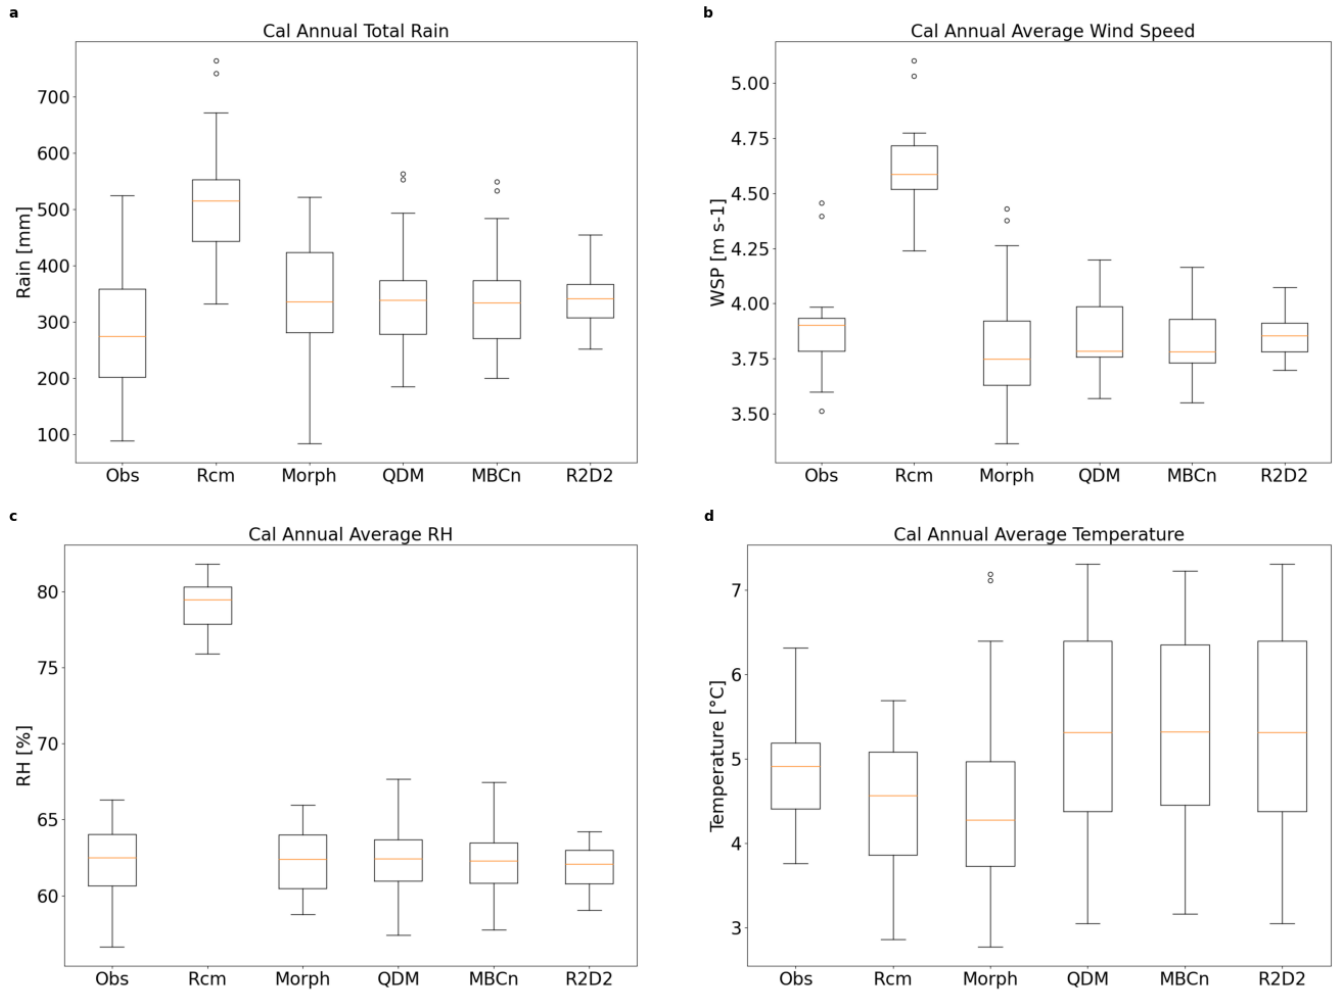 a
Cal Annual Total Rain
Rain [mm]
700
600
500
400
300
200
100
Obs Rcm Morph QDM MBCn R2D2
b
Cal Annual Average Wind Speed
WSP [m s-1]
5.00
4.75
4.50
4.25
4.00
3.75
3.50
Obs Rcm Morph QDM MBCn R2D2
c
Cal Annual Average RH
RH [%]
80
75
70
65
60
Obs Rcm Morph QDM MBCn R2D2
d
Cal Annual Average Temperature
Temperature [°C]
7
6
5
4
3
Obs Rcm Morph QDM MBCn R2D2